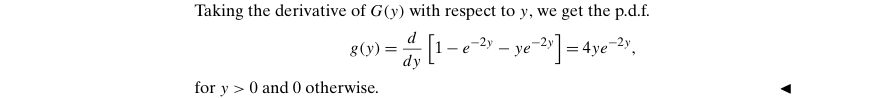 Taking the derivative of G(y) with respect to y, we get the p.d.f.
g(y) = d/dy [1 − e^{−2y} − ye^{−2y}] = 4ye^{−2y},
for y > 0 and 0 otherwise. ◄